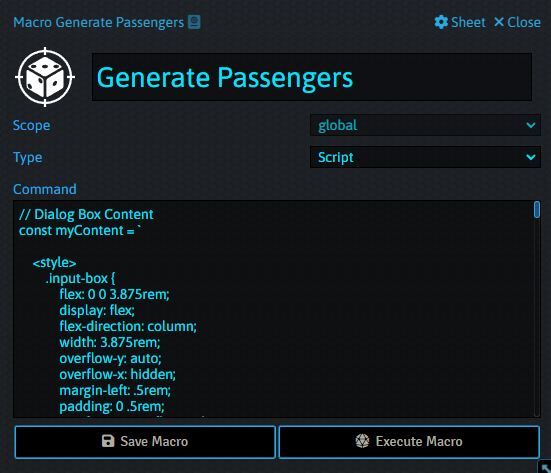 Macro Generate Passengers Sheet Close
Generate Passengers
Scope global
Type Script
Command
// Dialog Box Content
const myContent = `
<style>
.input-box {
flex: 0 0 3.875rem;
display: flex;
flex-direction: column;
width: 3.875rem;
overflow-y: auto;
overflow-x: hidden;
margin-left: .5rem;
padding: 0 .5rem;
Save Macro Execute Macro